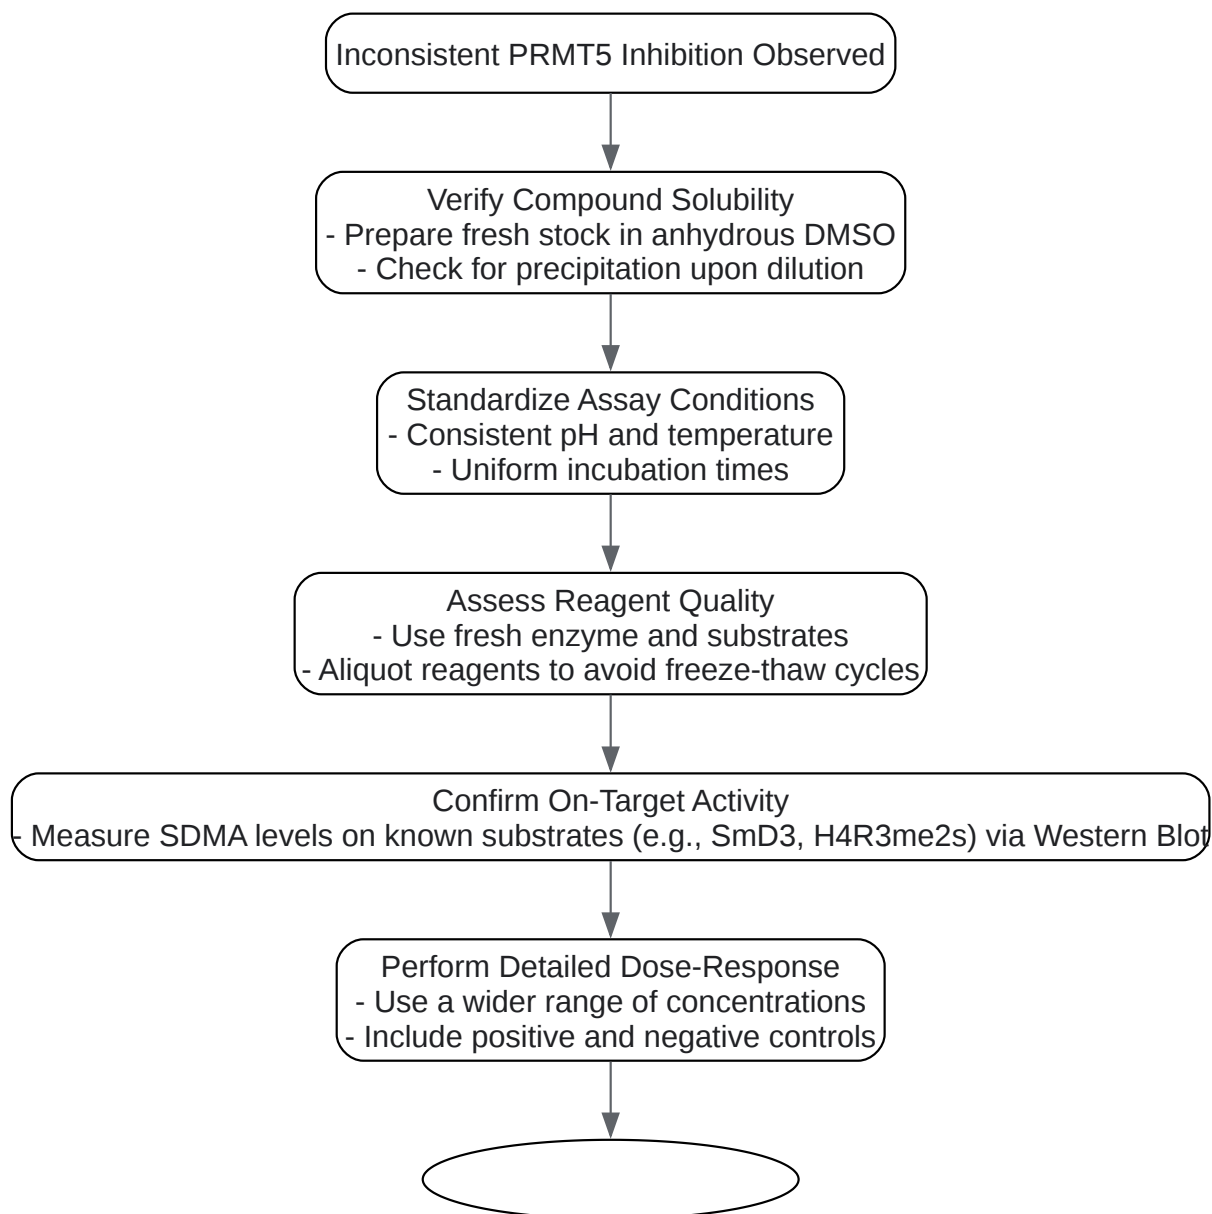 Inconsistent PRMT5 Inhibition Observed
Verify Compound Solubility
- Prepare fresh stock in anhydrous DMSO
- Check for precipitation upon dilution
Standardize Assay Conditions
- Consistent pH and temperature
- Uniform incubation times
Assess Reagent Quality
- Use fresh enzyme and substrates
- Aliquot reagents to avoid freeze-thaw cycles
Confirm On-Target Activity
- Measure SDMA levels on known substrates (e.g., SmD3, H4R3me2s) via Western Blot
Perform Detailed Dose-Response
- Use a wider range of concentrations
- Include positive and negative controls